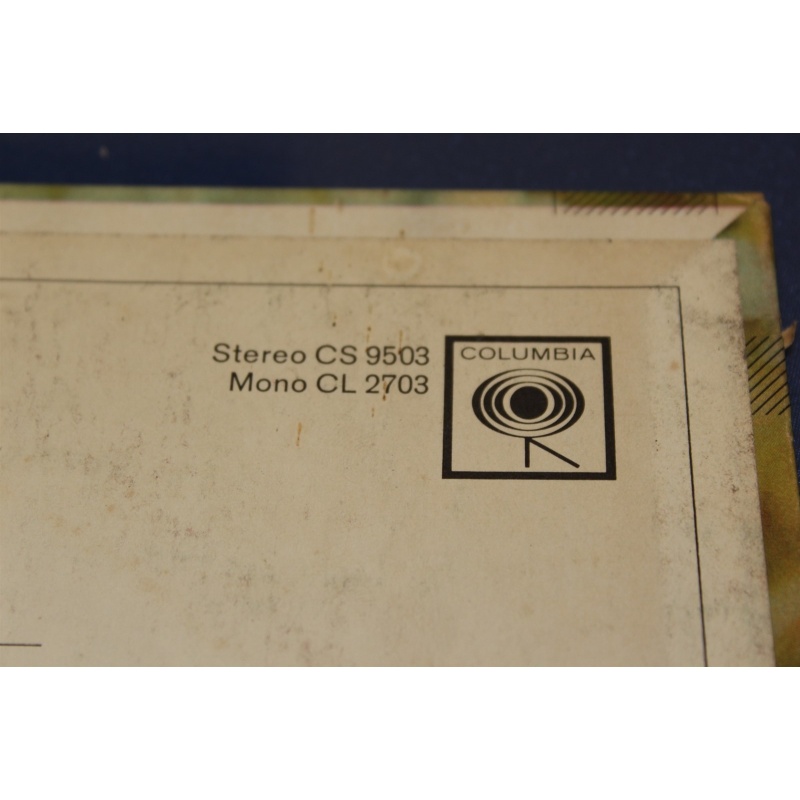 Stereo CS 9503
Mono CL 2703
COLUMBIA